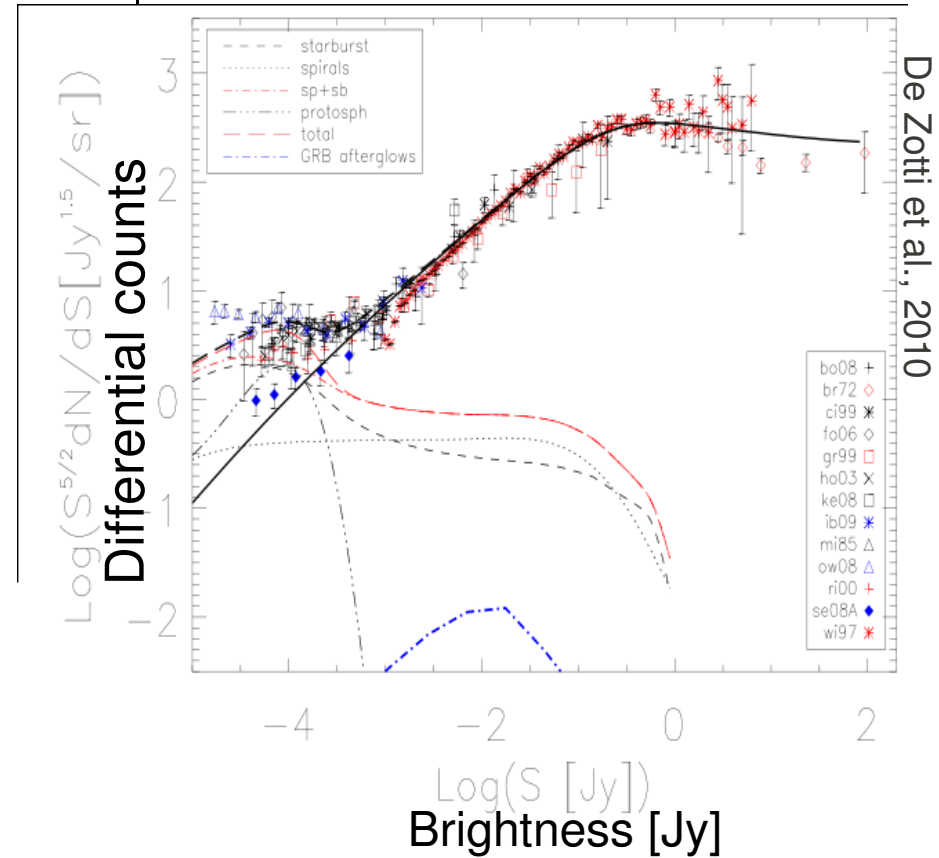 starburst
spirals
sp+sb
protosph
total
GRB afterglows
3
2
1
0
1
−2
Log(S^5/2 dN/dS[Jy^1.5/sr])
Differential counts
De Zotti et al., 2010
bo08
br72
ci99
fo06
gr99
ho03
ke08
ib09
mi85
ow08
ri00
se08A
wi97
−4
−2
0
2
Log(S [Jy])
Brightness [Jy]